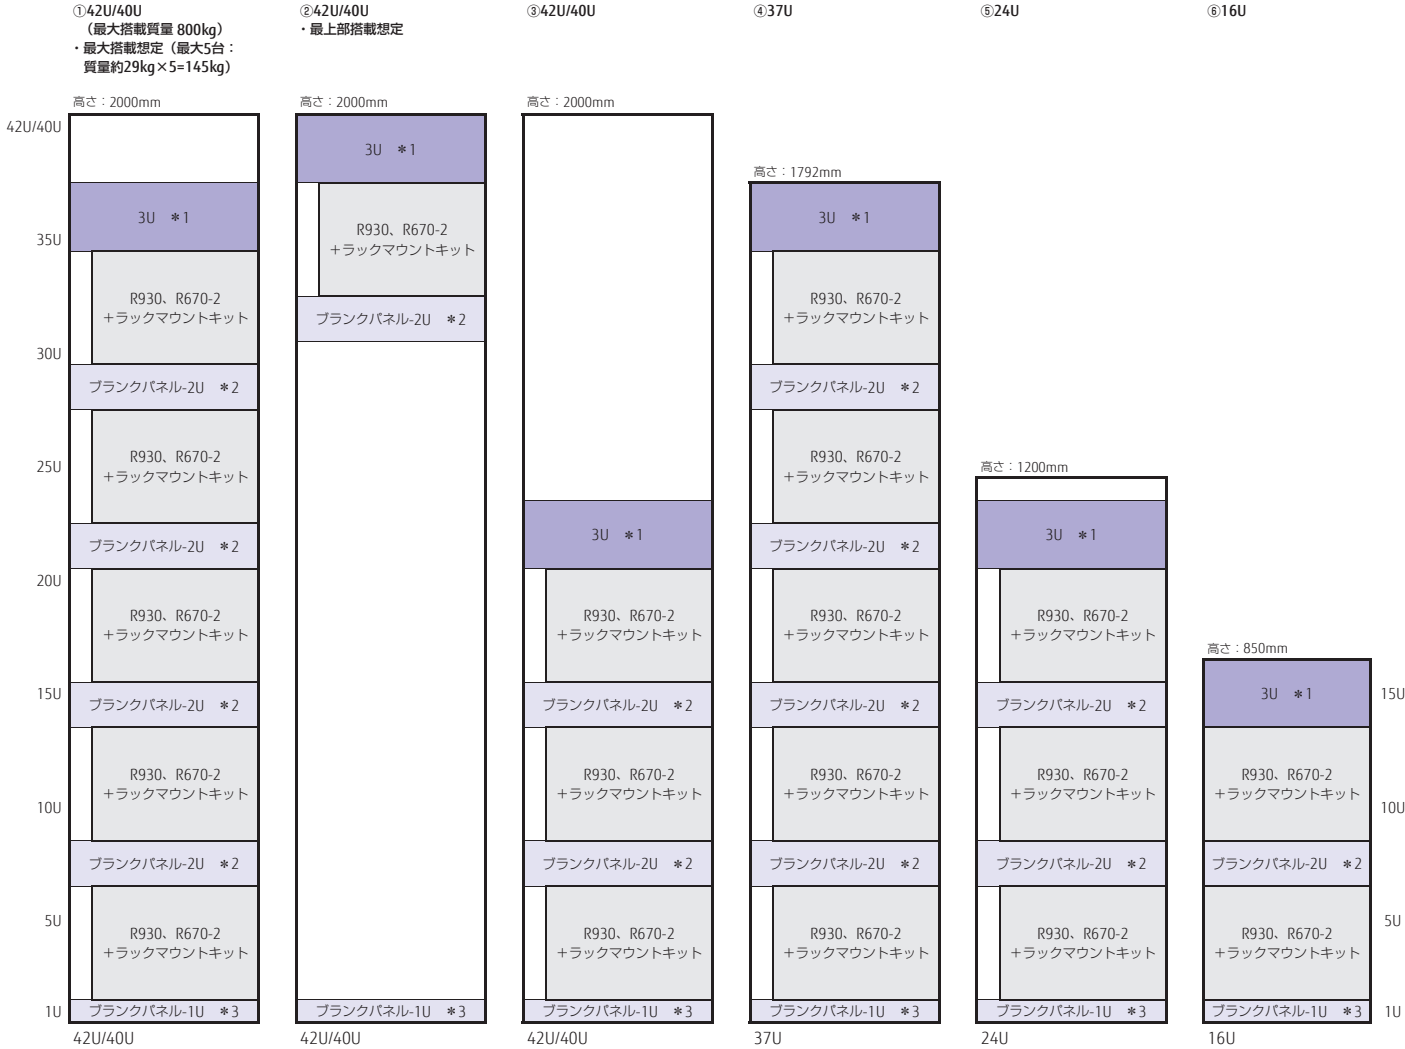 ①42U/40U
（最大搭載質量 800kg）
・最大搭載想定（最大5台：
質量約29kg×5=145kg）
高さ：2000mm
42U/40U
35U
30U
25U
20U
15U
10U
5U
1U
3U ＊1
R930、R670-2
＋ラックマウントキット
ブランクパネル-2U ＊2
R930、R670-2
＋ラックマウントキット
ブランクパネル-2U ＊2
R930、R670-2
＋ラックマウントキット
ブランクパネル-2U ＊2
R930、R670-2
＋ラックマウントキット
ブランクパネル-2U ＊2
R930、R670-2
＋ラックマウントキット
ブランクパネル-1U ＊3
42U/40U
②42U/40U
・最上部搭載想定
高さ：2000mm
3U ＊1
R930、R670-2
＋ラックマウントキット
ブランクパネル-2U ＊2
ブランクパネル-1U ＊3
42U/40U
③42U/40U
高さ：2000mm
3U ＊1
R930、R670-2
＋ラックマウントキット
ブランクパネル-2U ＊2
R930、R670-2
＋ラックマウントキット
ブランクパネル-2U ＊2
R930、R670-2
＋ラックマウントキット
ブランクパネル-1U ＊3
42U/40U
④37U
高さ：1792mm
3U ＊1
R930、R670-2
＋ラックマウントキット
ブランクパネル-2U ＊2
R930、R670-2
＋ラックマウントキット
ブランクパネル-2U ＊2
R930、R670-2
＋ラックマウントキット
ブランクパネル-2U ＊2
R930、R670-2
＋ラックマウントキット
ブランクパネル-2U ＊2
R930、R670-2
＋ラックマウントキット
ブランクパネル-1U ＊3
37U
⑤24U
高さ：1200mm
3U ＊1
R930、R670-2
＋ラックマウントキット
ブランクパネル-2U ＊2
R930、R670-2
＋ラックマウントキット
ブランクパネル-2U ＊2
R930、R670-2
＋ラックマウントキット
ブランクパネル-1U ＊3
24U
⑥16U
高さ：850mm
3U ＊1
R930、R670-2
＋ラックマウントキット
ブランクパネル-2U ＊2
R930、R670-2
＋ラックマウントキット
ブランクパネル-1U ＊3
16U
15U
10U
5U
1U